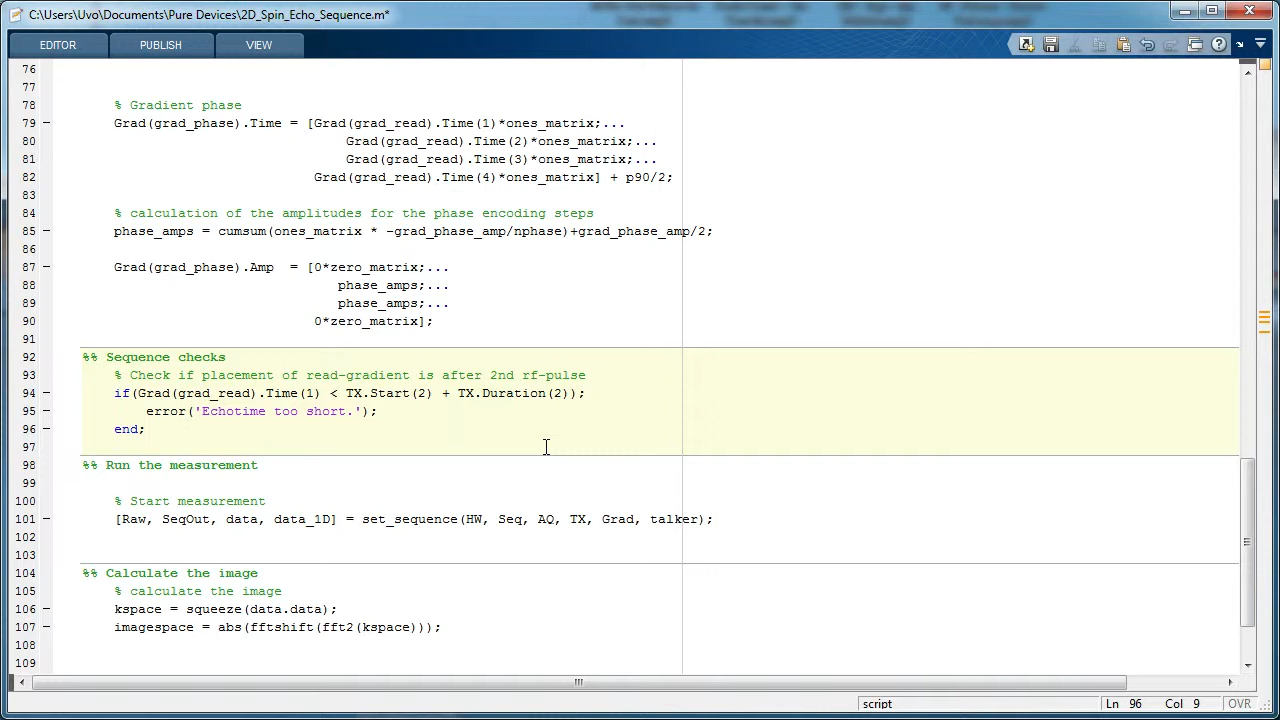 C:\Users\Uvo\Documents\Pure Devices\2D_Spin_Echo_Sequence.m*
EDITOR PUBLISH VIEW
76
77
78 % Gradient phase
79 – Grad(grad_phase).Time = [Grad(grad_read).Time(1)*ones_matrix;...
80 Grad(grad_read).Time(2)*ones_matrix;...
81 Grad(grad_read).Time(3)*ones_matrix;...
82 Grad(grad_read).Time(4)*ones_matrix] + p90/2;
83
84 % calculation of the amplitudes for the phase encoding steps
85 – phase_amps = cumsum(ones_matrix * -grad_phase_amp/nphase)+grad_phase_amp/2;
86
87 – Grad(grad_phase).Amp = [0*zero_matrix;...
88 phase_amps;...
89 phase_amps;...
90 0*zero_matrix];
91
92 %% Sequence checks
93 % Check if placement of read-gradient is after 2nd rf-pulse
94 – if(Grad(grad_read).Time(1) < TX.Start(2) + TX.Duration(2));
95 – error('Echotime too short.');
96 – end;
97
98 %% Run the measurement
99
100 % Start measurement
101 – [Raw, SeqOut, data, data_1D] = set_sequence(HW, Seq, AQ, TX, Grad, talker);
102
103
104 %% Calculate the image
105 % calculate the image
106 – kspace = squeeze(data.data);
107 – imagespace = abs(fftshift(fft2(kspace)));
108
109
script Ln 96 Col 9 OVR